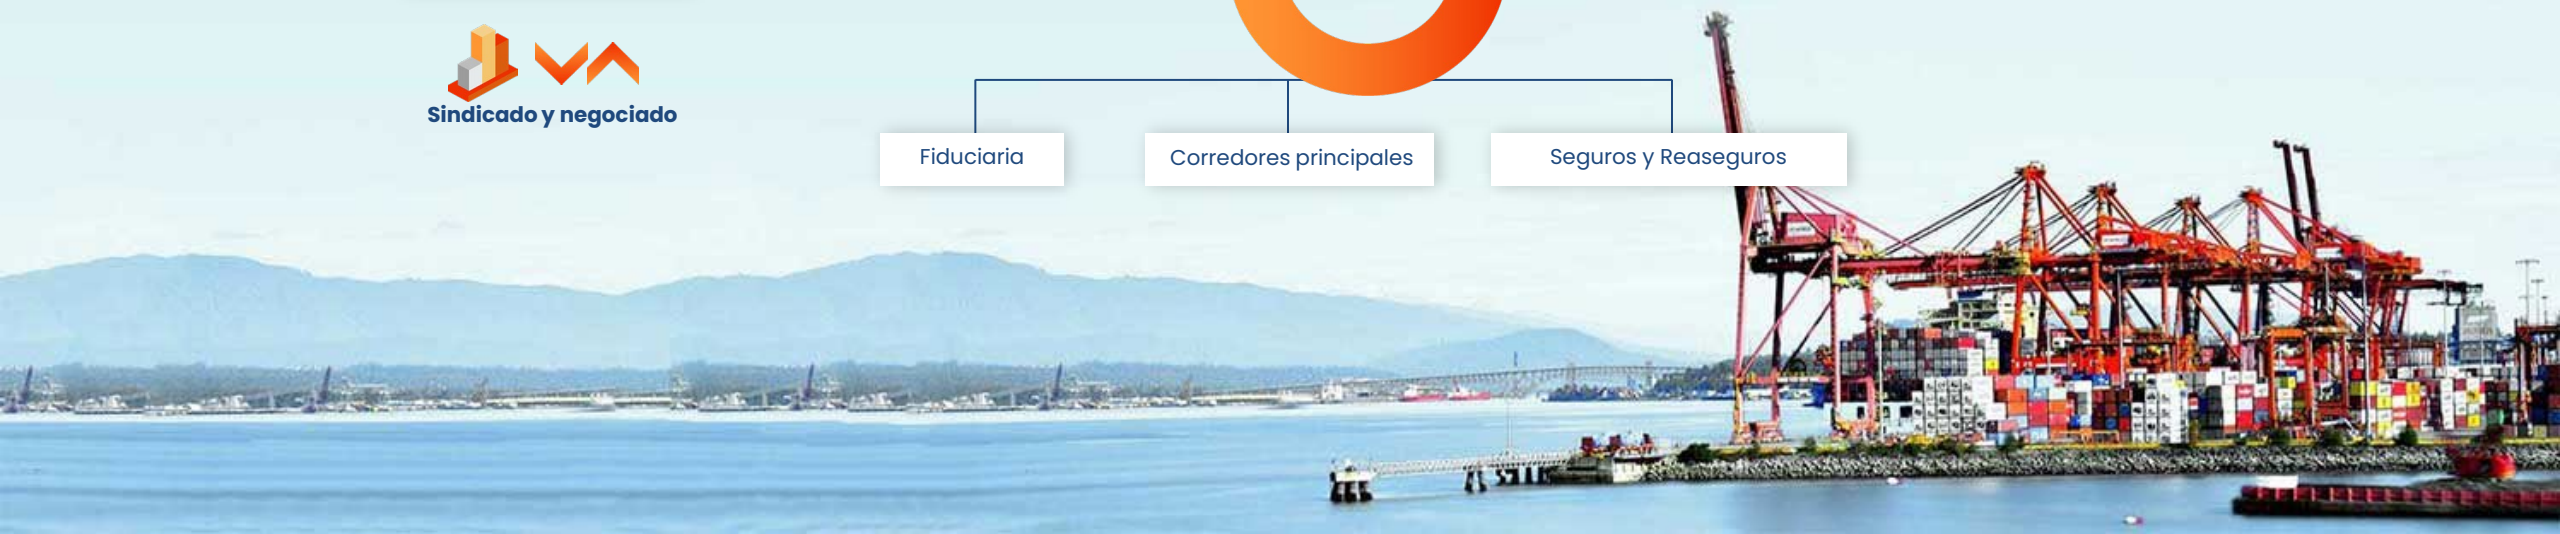 Sindicado y negociado
Fiduciaria
Corredores principales
Seguros y Reaseguros